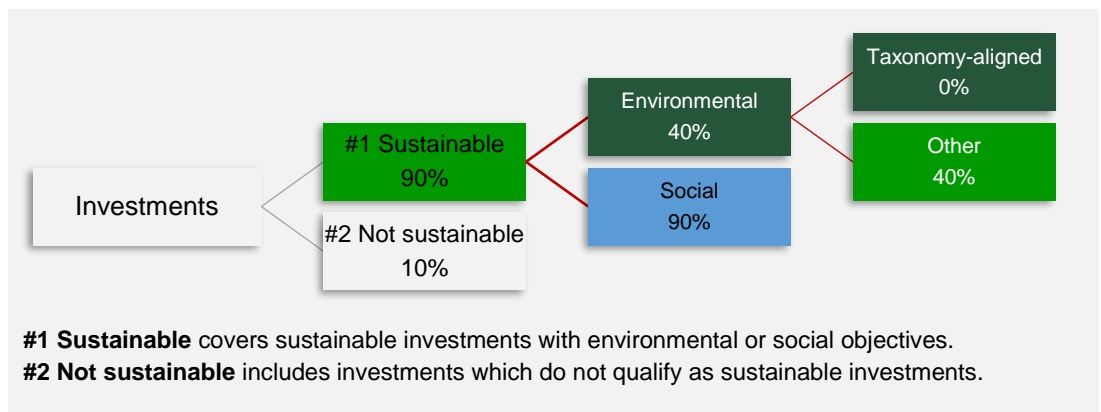 Investments
#1 Sustainable
90%
#2 Not sustainable
10%
Environmental
40%
Social
90%
Taxonomy-aligned
0%
Other
40%
#1 Sustainable covers sustainable investments with environmental or social objectives.
#2 Not sustainable includes investments which do not qualify as sustainable investments.